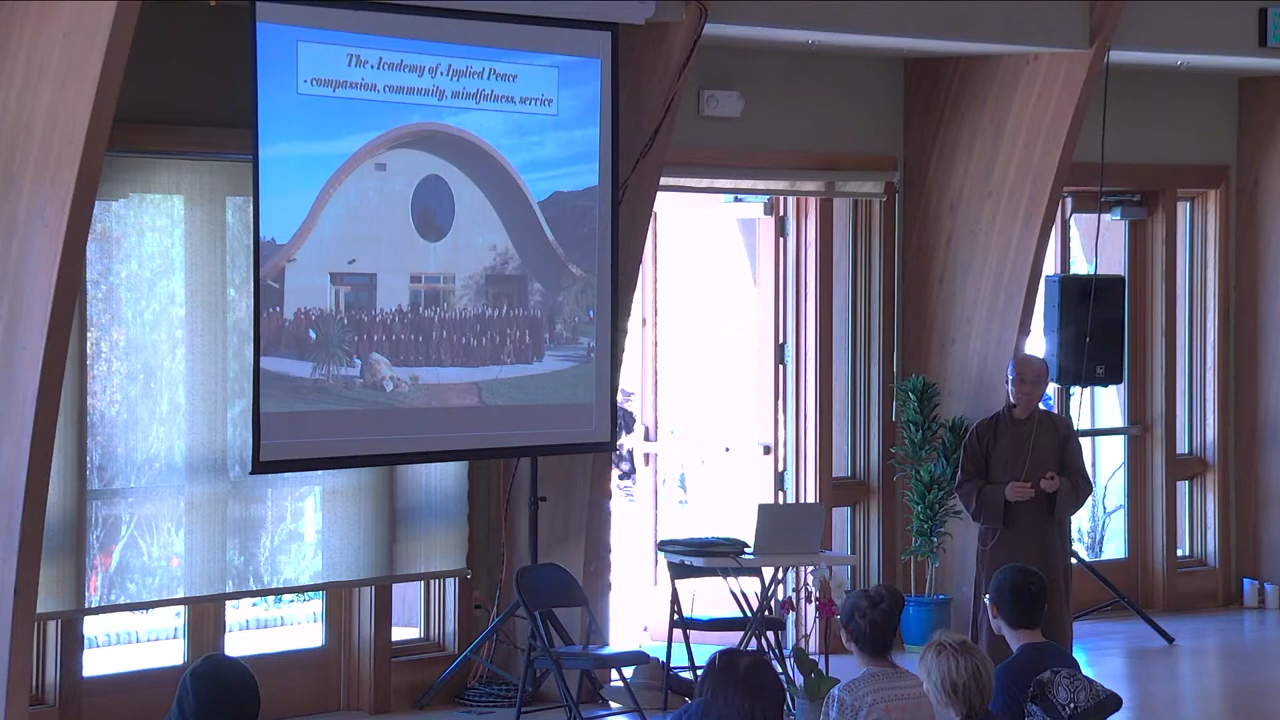 The Academy of Applied Peace
- compassion, community, mindfulness, service